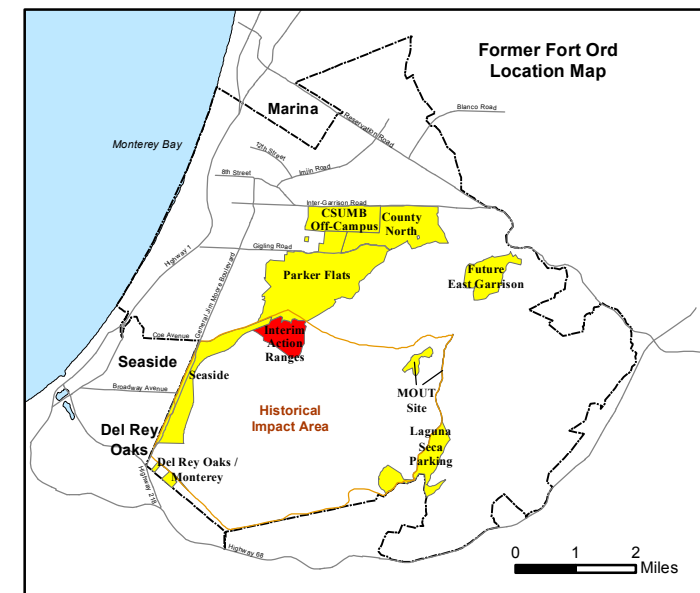 Former Fort Ord
Location Map
Marina
Blanco Road
Reservation Road
Monterey Bay
12th Street
Imjin Road
8th Street
Inter-Garrison Road
CSUMB
Off-Campus
County
North
Gigling Road
Highway 1
General Jim Moore Boulevard
Parker Flats
Future
East Garrison
Coe Avenue
Interim
Action
Ranges
Seaside
Seaside
Broadway Avenue
MOUT
Site
Historical
Impact Area
Del Rey
Oaks
Laguna
Seca
Parking
Del Rey Oaks /
Monterey
Highway 218
Highway 68
0 1 2
Miles